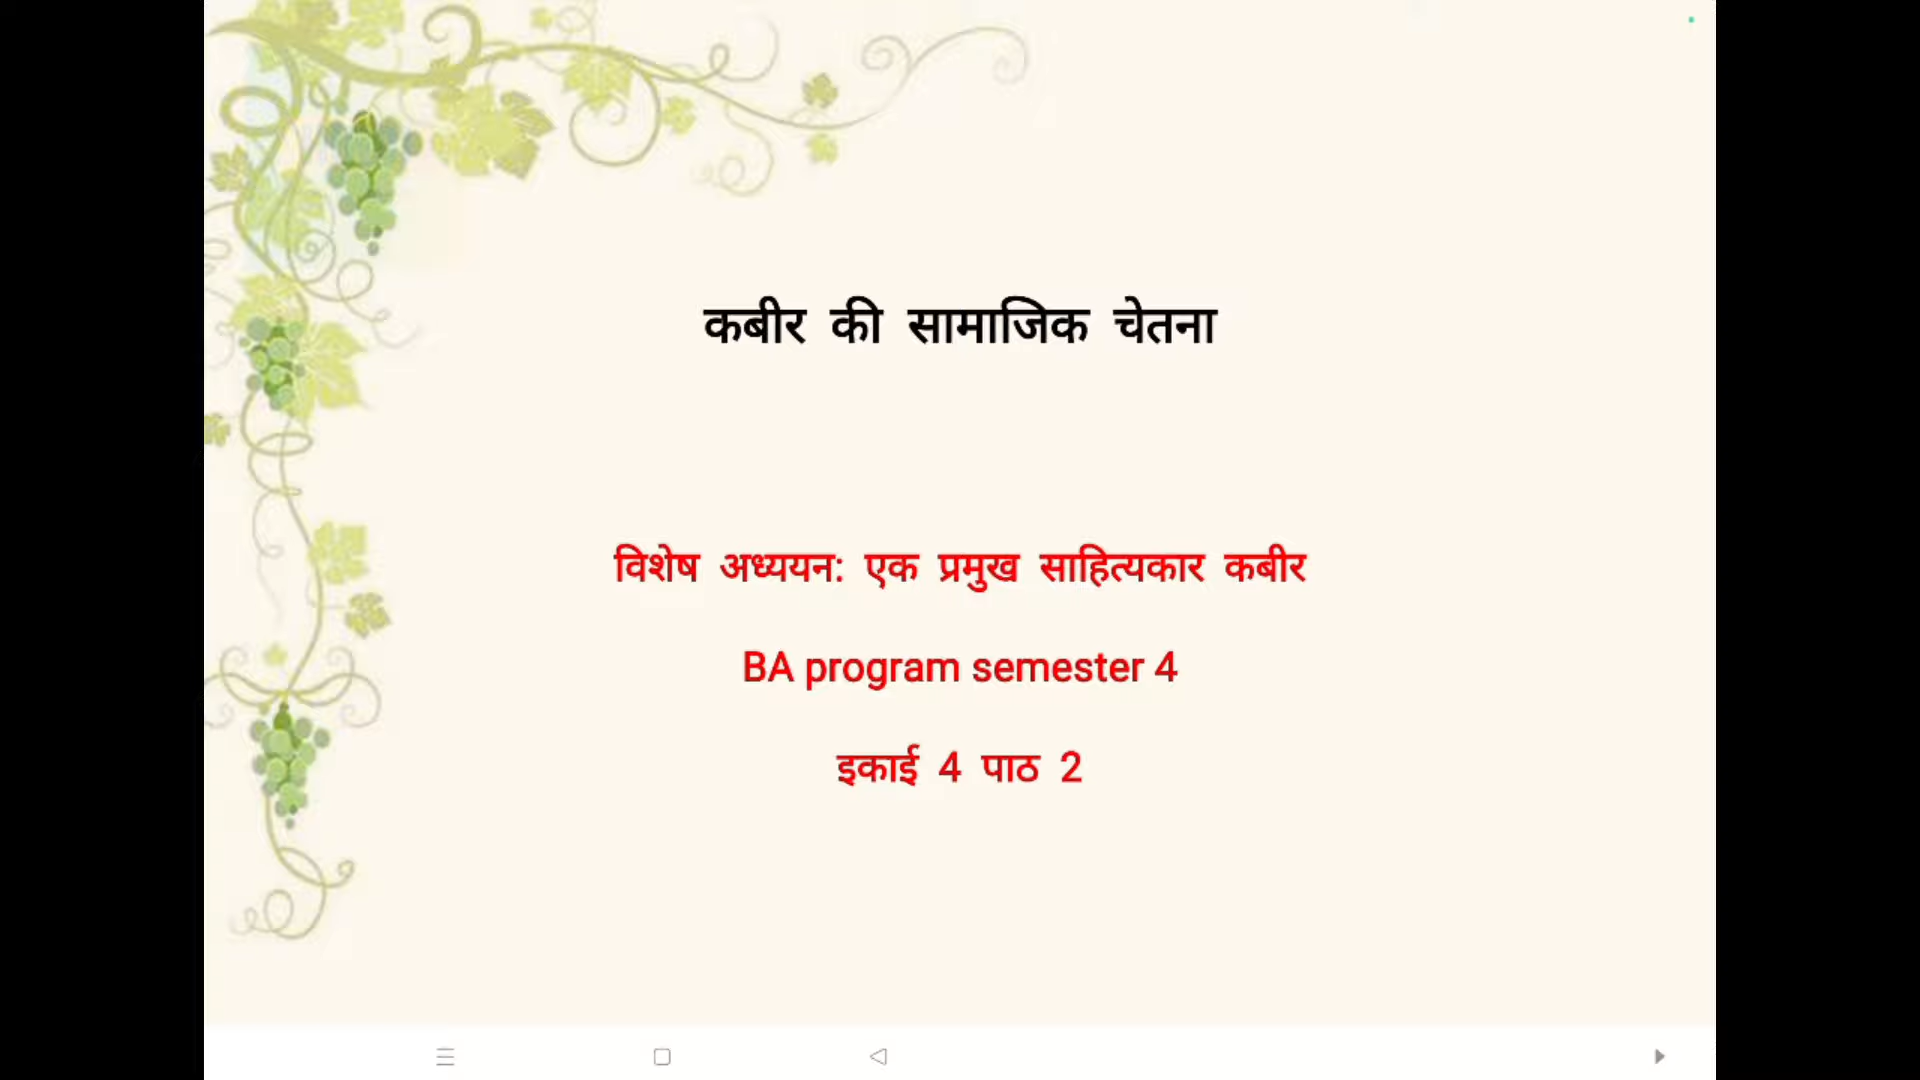 कबीर की सामाजिक चेतना
विशेष अध्ययन: एक प्रमुख साहित्यकार कबीर
BA program semester 4
इकाई 4 पाठ 2